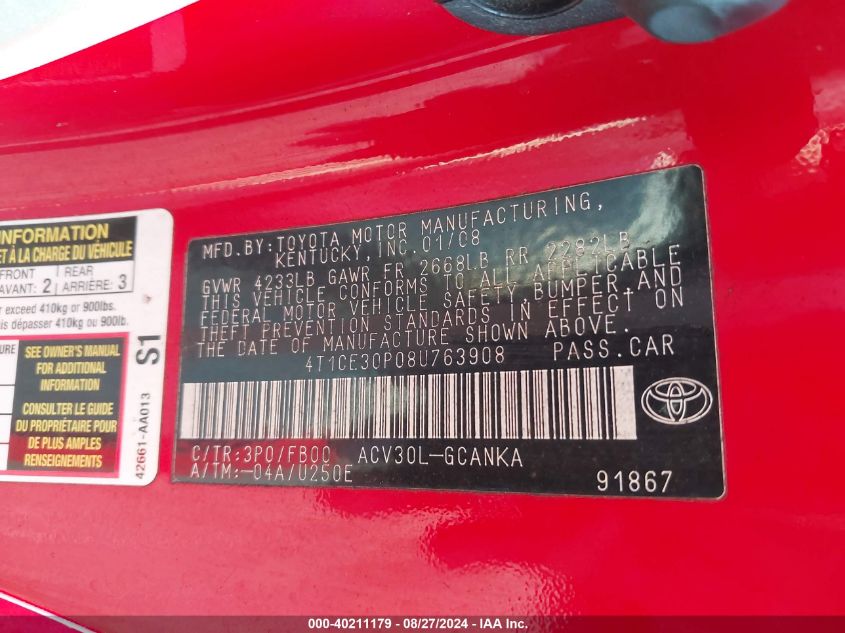 INFORMATION
ET À LA CHARGE DU VÉHICULE
FRONT REAR
AVANT: 2 ARRIÈRE: 3
exceed 410kg or 900lbs.
dépasser 410kg ou 900lb.
SEE OWNER'S MANUAL
FOR ADDITIONAL
INFORMATION
CONSULTER LE GUIDE
DU PROPRIÉTAIRE POUR
DE PLUS AMPLES
RENSEIGNEMENTS
S1
42661-AA013
MFD. BY: TOYOTA MOTOR MANUFACTURING,
KENTUCKY, INC. 01/08
GVWR 4233LB GAWR FR 2668LB RR 2282LB
THIS VEHICLE CONFORMS TO ALL APPLICABLE
FEDERAL MOTOR VEHICLE SAFETY, BUMPER, AND
THEFT PREVENTION STANDARDS IN EFFECT ON
THE DATE OF MANUFACTURE SHOWN ABOVE.
4T1CE30P08U763908 PASS. CAR
C/TR: 3P0/FB00 ACV30L-GCANKA
A/TM: -04A/U250E
91867
000-40211179 — 08/27/2024 — IAA Inc.